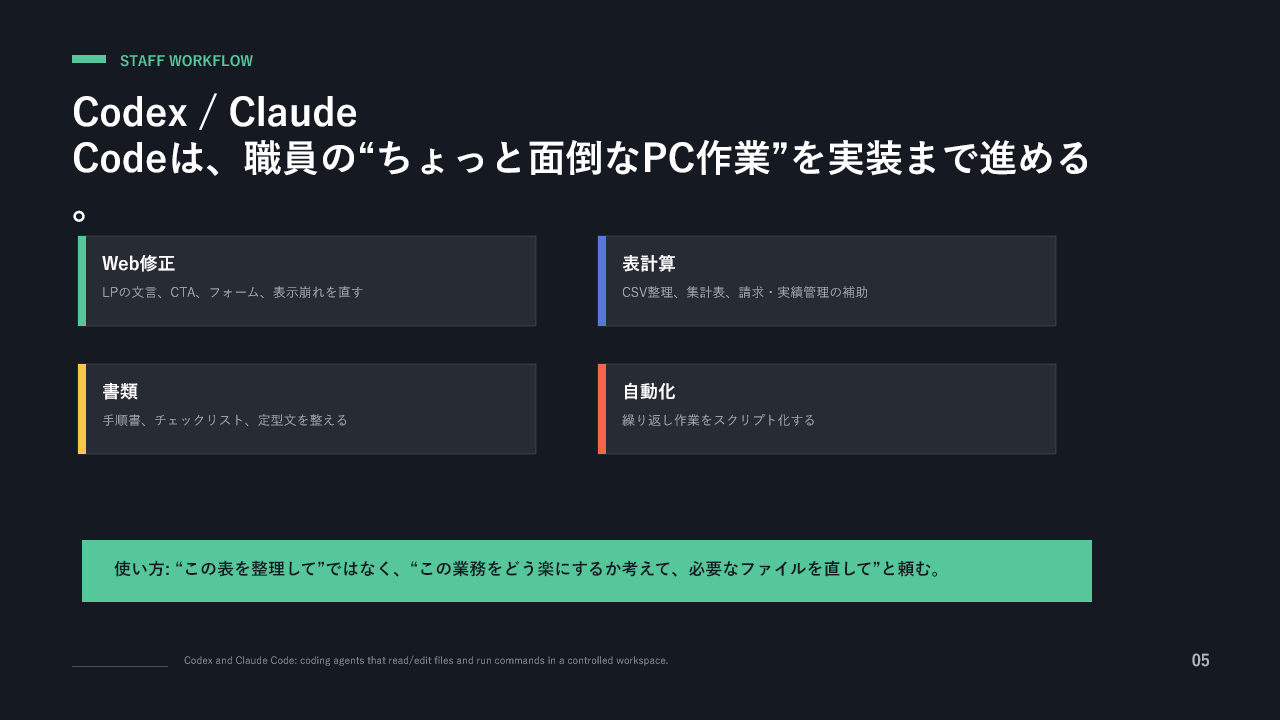 STAFF WORKFLOW
Codex / Claude
Codeは、職員の“ちょっと面倒なPC作業”を実装まで進める
。
Web修正
LPの文言、CTA、フォーム、表示崩れを直す
表計算
CSV整理、集計表、請求・実績管理の補助
書類
手順書、チェックリスト、定型文を整える
自動化
繰り返し作業をスクリプト化する
使い方: “この表を整理して”ではなく、“この業務をどう楽にするか考えて、必要なファイルを直して”と頼む。
Codex and Claude Code: coding agents that read/edit files and run commands in a controlled workspace.
05